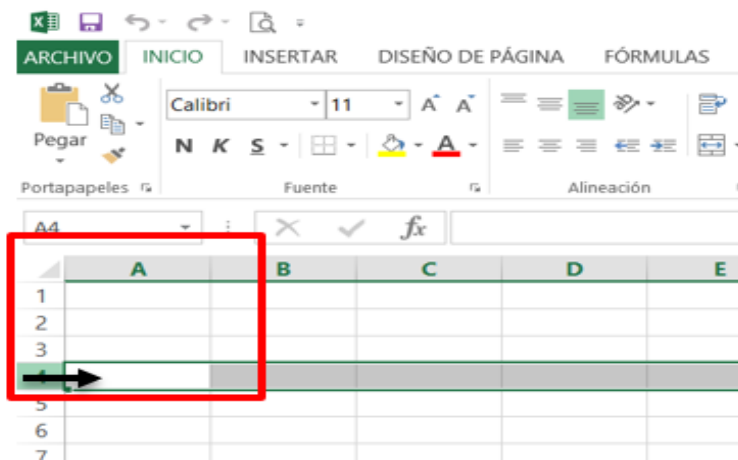 ARCHIVO INICIO INSERTAR DISEÑO DE PÁGINA FÓRMULAS
Calibri 11 A A
Pegar
N K S A
Portapapeles Fuente Alineación
A4 fx
A B C D E
1
2
3
4
5
6
7